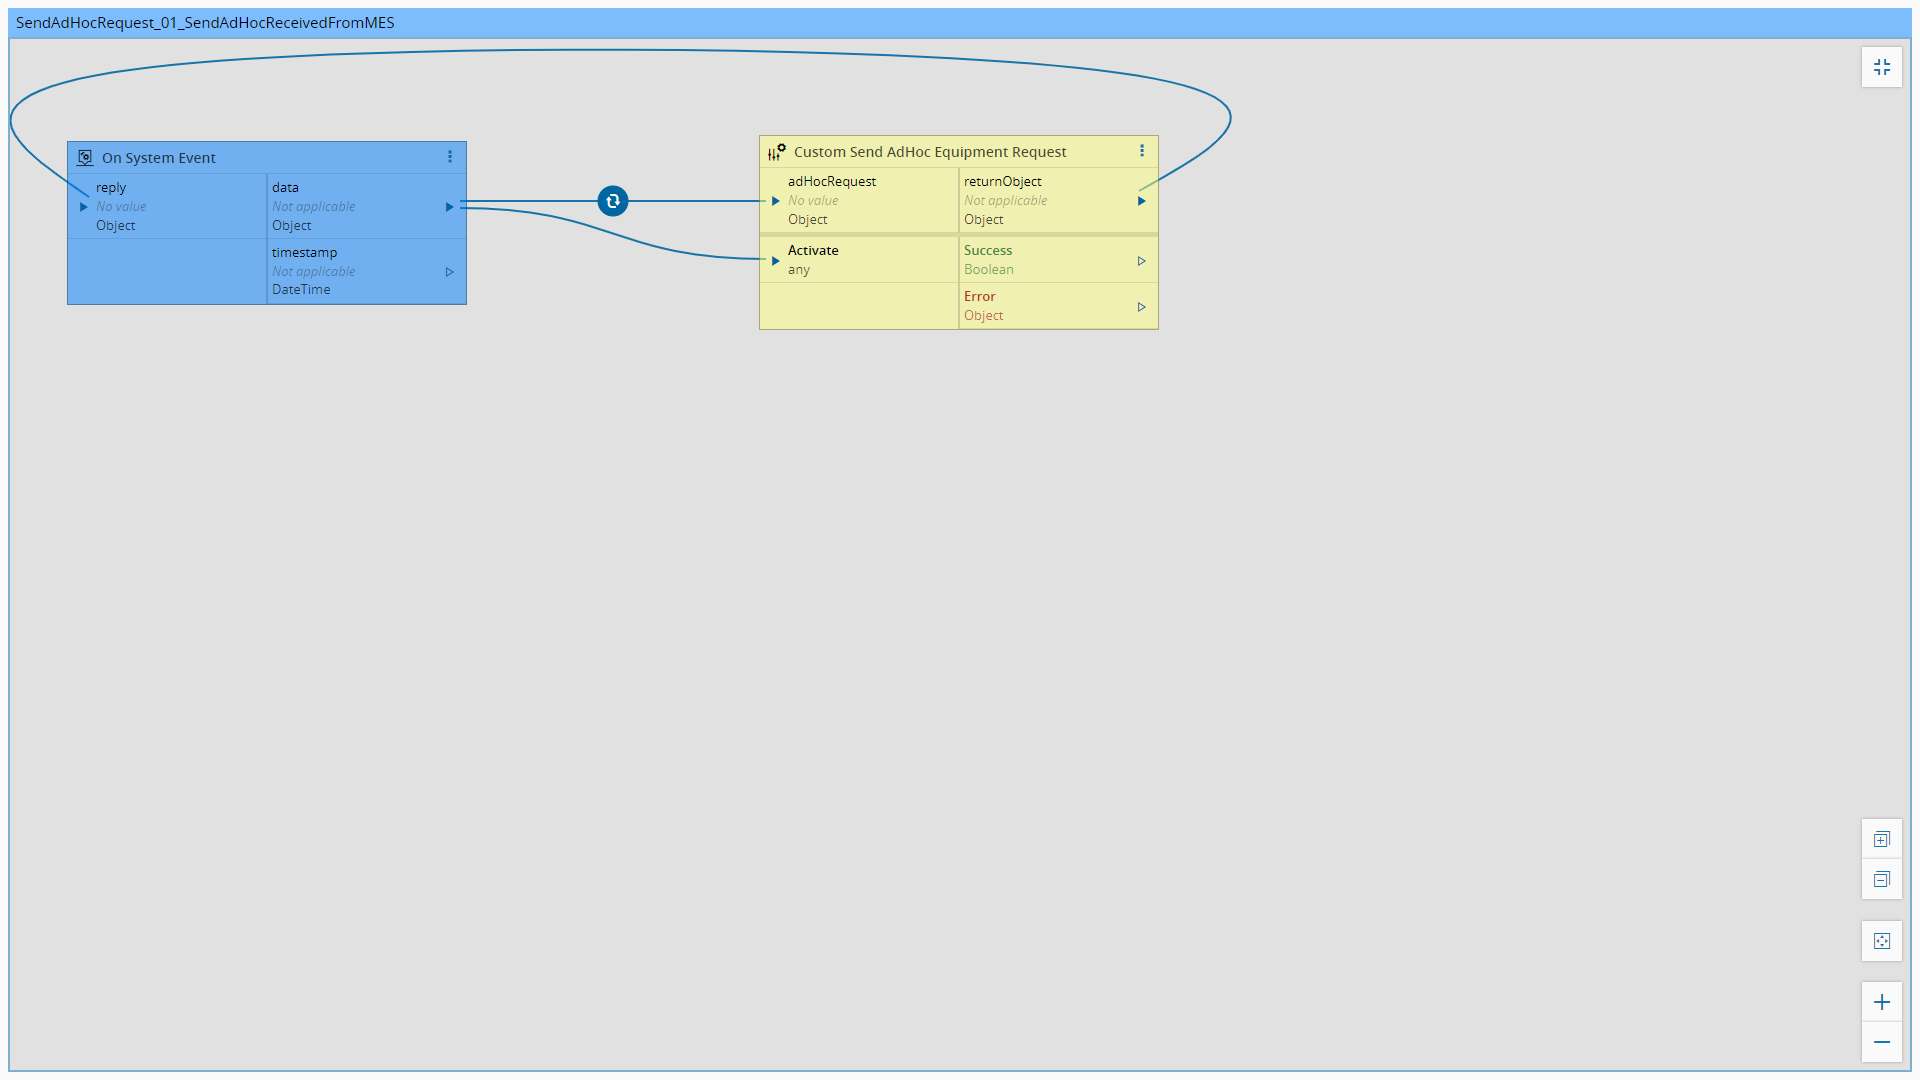 SendAdHocRequest_01_SendAdHocReceivedFromMES
On System Event
reply
No value
Object
data
Not applicable
Object
timestamp
Not applicable
DateTime
Custom Send AdHoc Equipment Request
adHocRequest
No value
Object
returnObject
Not applicable
Object
Activate
any
Success
Boolean
Error
Object